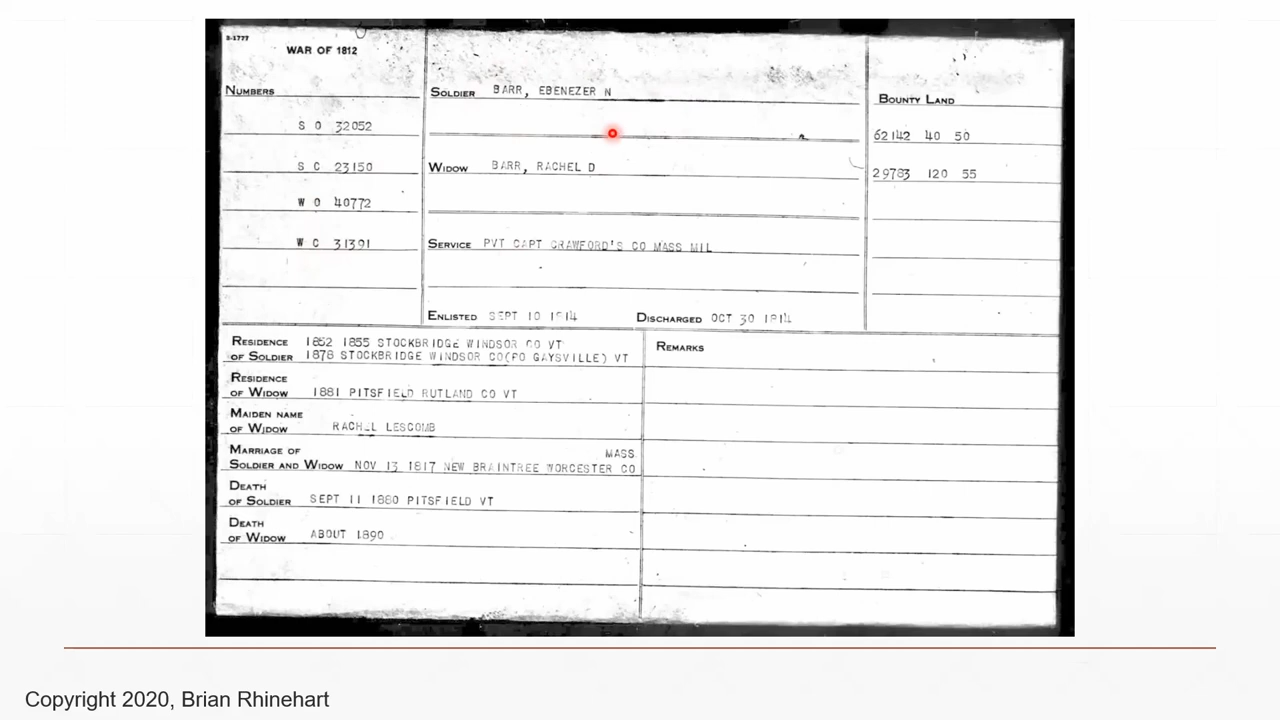 3-1777
WAR OF 1812
NUMBERS
S O 32052
S C 23150
W O 40772
W C 31391
SOLDIER BARR, EBENEZER N
WIDOW BARR, RACHEL D
SERVICE PVT CAPT CRAWFORD'S CO MASS MIL
ENLISTED SEPT 10 1814 DISCHARGED OCT 30 1814
BOUNTY LAND
62142 40 50
29783 120 55
RESIDENCE 1852 1855 STOCKBRIDGE WINDSOR CO VT
OF SOLDIER 1878 STOCKBRIDGE WINDSOR CO(PO GAYSVILLE) VT
RESIDENCE
OF WIDOW 1881 PITSFIELD RUTLAND CO VT
MAIDEN NAME
OF WIDOW RACHEL LESCOMB
MARRIAGE OF MASS
SOLDIER AND WIDOW NOV 13 1817 NEW BRAINTREE WORCESTER CO
DEATH
OF SOLDIER SEPT 11 1880 PITSFIELD VT
DEATH
OF WIDOW ABOUT 1890
REMARKS
Copyright 2020, Brian Rhinehart